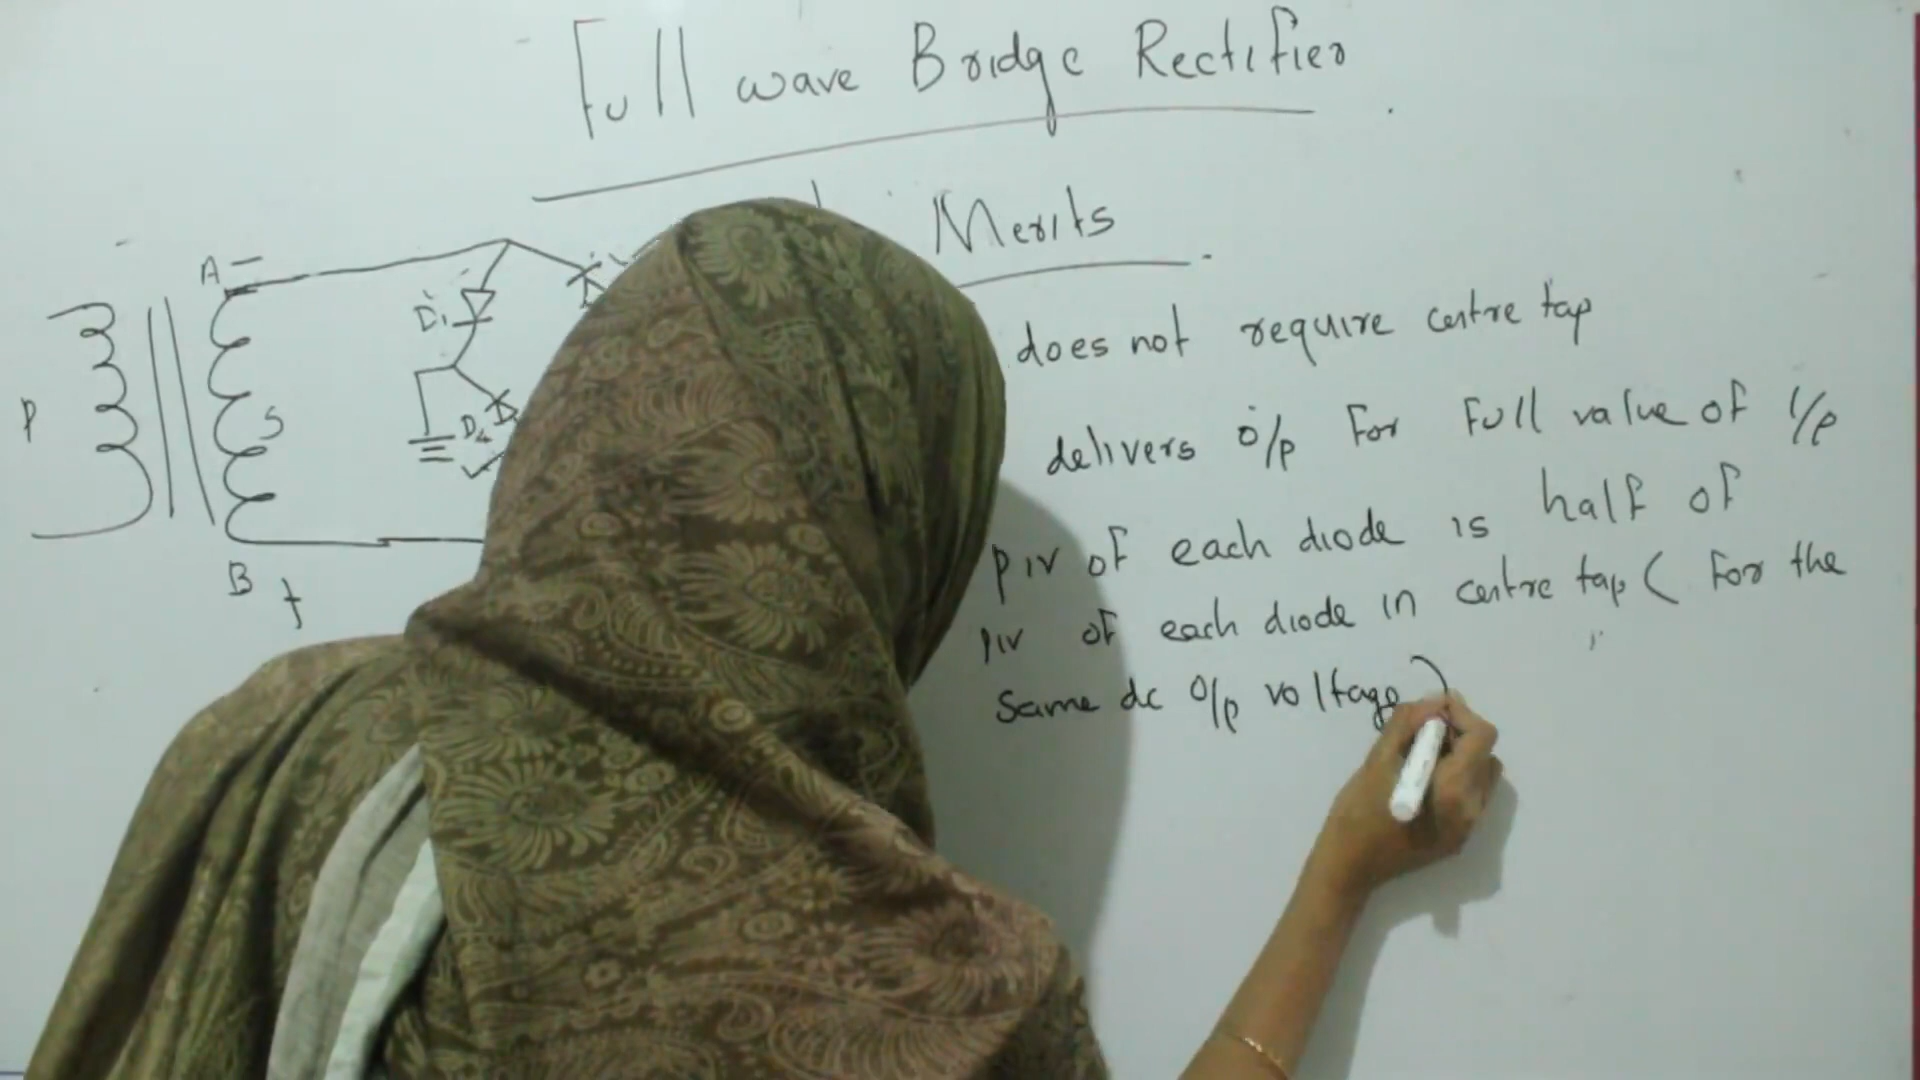 Full wave Bridge Rectifier
Merits
does not require centre tap
delivers o/p For Full value of i/p
PIV of each diode is half of
PIV of each diode in centre tap ( For the
Same dc o/p voltage )
A -
P
S
D1
D4
B +